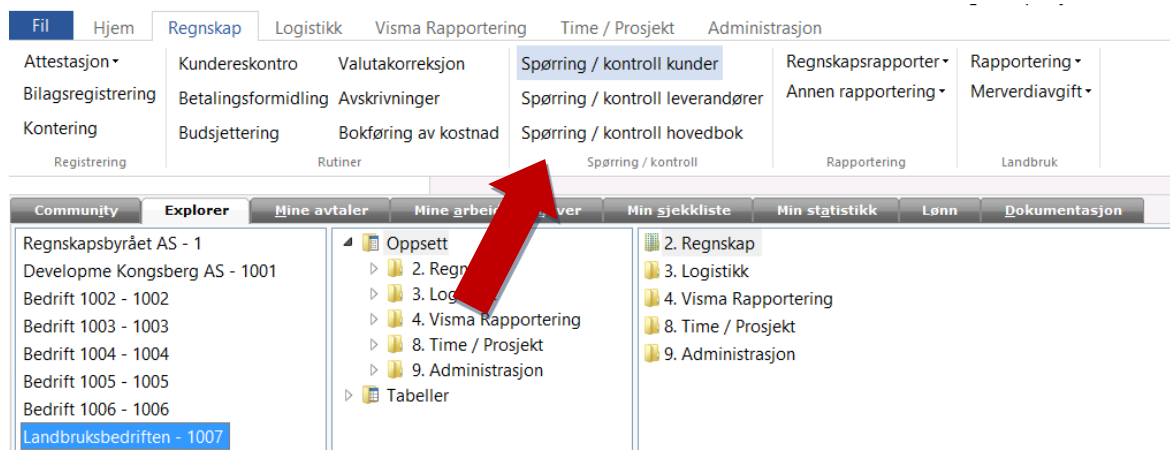 Fil Hjem Regnskap Logistikk Visma Rapportering Time / Prosjekt Administrasjon
Attestasjon Kundereskontro Valutakorreksjon Spørring / kontroll kunder Regnskapsrapporter Rapportering
Bilagsregistrering Betalingsformidling Avskrivninger Spørring / kontroll leverandører Annen rapportering Merverdiavgift
Kontering Budsjettering Bokføring av kostnad Spørring / kontroll hovedbok
Registrering Rutiner Spørring / kontroll Rapportering Landbruk
Community Explorer Mine avtaler Mine Min sjekkliste Min statistikk Lønn Dokumentasjon
Regnskapsbyrået AS - 1 Oppsett 2. Regnskap
Developme Kongsberg AS - 1001 2. 3. Logistikk
Bedrift 1002 - 1002 3. 4. Visma Rapportering
Bedrift 1003 - 1003 4. Visma Rapportering 8. Time / Prosjekt
Bedrift 1004 - 1004 8. Time / Prosjekt 9. Administrasjon
Bedrift 1005 - 1005 9. Administrasjon
Bedrift 1006 - 1006 Tabeller
Landbruksbedriften - 1007